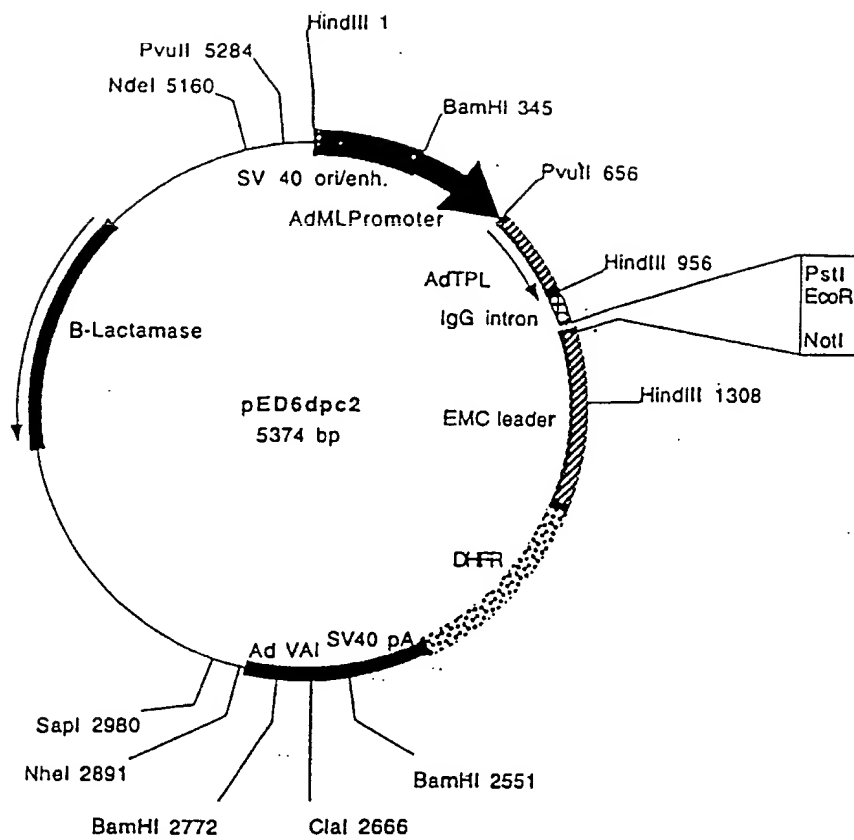 HindIII 1
PvuII 5284
NdeI 5160
BamHI 345
SV 40 ori/enh.
PvuII 656
AdMLPromoter
HindIII 956
PstI
EcoR
NotI
AdTPL
IgG intron
B-Lactamase
HindIII 1308
pED6dpc2
5374 bp
EMC leader
DHFR
SV40 pA
Ad VAI
SapI 2980
NheI 2891
BamHI 2551
BamHI 2772
ClaI 2666